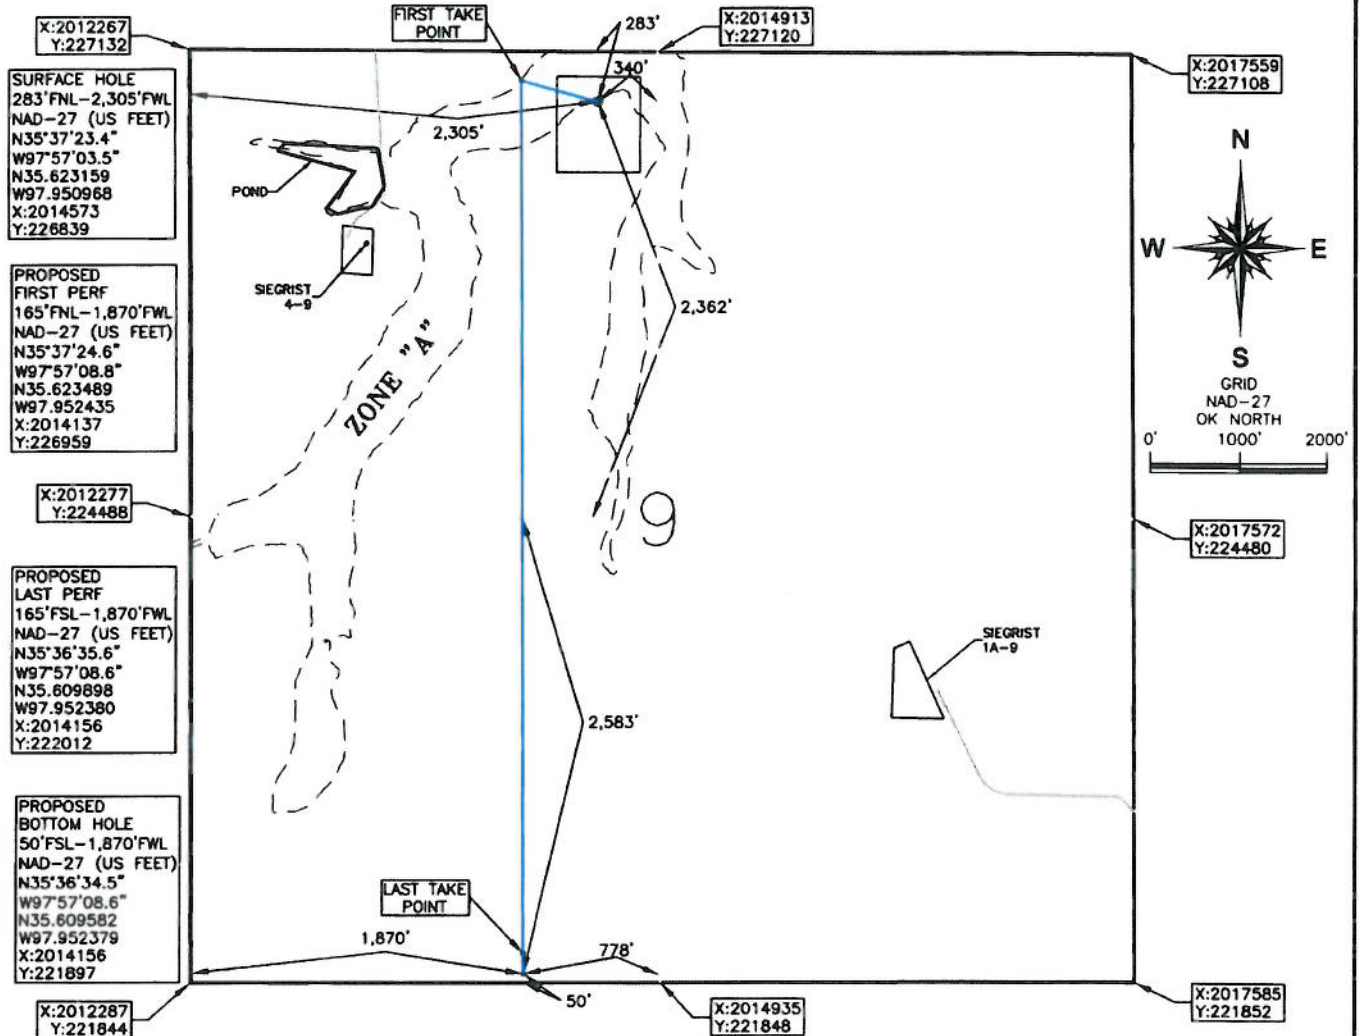 FIRST TAKE
POINT
283'
X:2014913
Y:227120
X:2012267
Y:227132
X:2017559
Y:227108
340'
SURFACE HOLE
283'FNL-2,305'FWL
NAD-27 (US FEET)
N35°37'23.4"
W97°57'03.5"
N35.623159
W97.950968
X:2014573
Y:226839
2,305'
POND
SIEGRIST
4-9
ZONE "A"
2,362'
N
W
E
S
GRID
NAD-27
OK NORTH
0'
1000'
2000'
PROPOSED
FIRST PERF
165'FNL-1,870'FWL
NAD-27 (US FEET)
N35°37'24.6"
W97°57'08.8"
N35.623489
W97.952435
X:2014137
Y:226959
X:2012277
Y:224488
9
X:2017572
Y:224480
PROPOSED
LAST PERF
165'FSL-1,870'FWL
NAD-27 (US FEET)
N35°36'35.6"
W97°57'08.6"
N35.609898
W97.952380
X:2014156
Y:222012
SIEGRIST
1A-9
2,583'
PROPOSED
BOTTOM HOLE
50'FSL-1,870'FWL
NAD-27 (US FEET)
N35°36'34.5"
W97°57'08.6"
N35.609582
W97.952379
X:2014156
Y:221897
LAST TAKE
POINT
1,870'
778'
50'
X:2012287
Y:221844
X:2014935
Y:221848
X:2017585
Y:221852